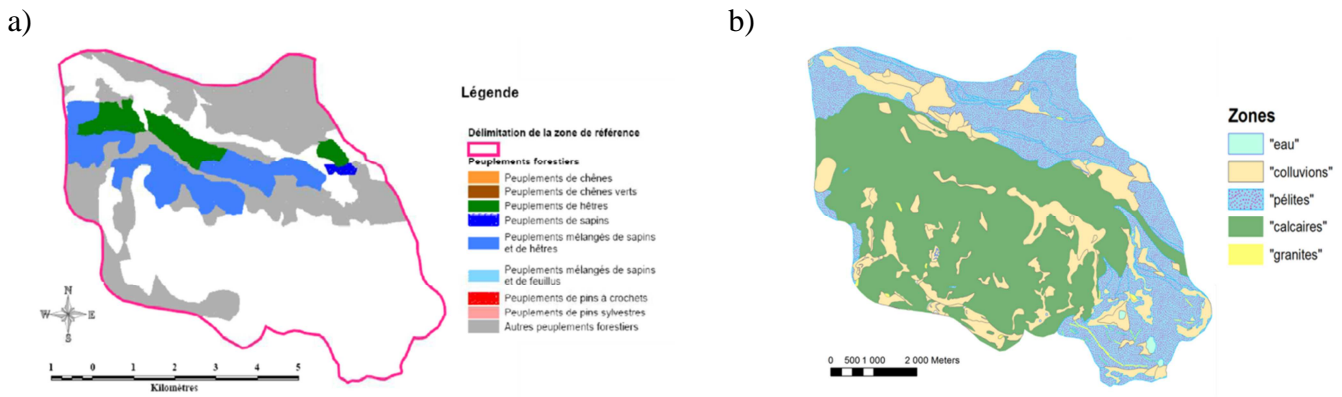 a)
Légende
Délimitation de la zone de référence
Peuplements forestiers
Peuplements de chênes
Peuplements de chênes verts
Peuplements de hêtres
Peuplements de sapins
Peuplements mélangés de sapins
et de hêtres
Peuplements mélangés de sapins
et de feuillus
Peuplements de pins à crochets
Peuplements de pins sylvestres
Autres peuplements forestiers
N
W E
S
1 0 1 2 3 4 5
Kilomètres
b)
Zones
"eau"
"colluvions"
"pélites"
"calcaires"
"granites"
0 500 1 000 2 000 Meters